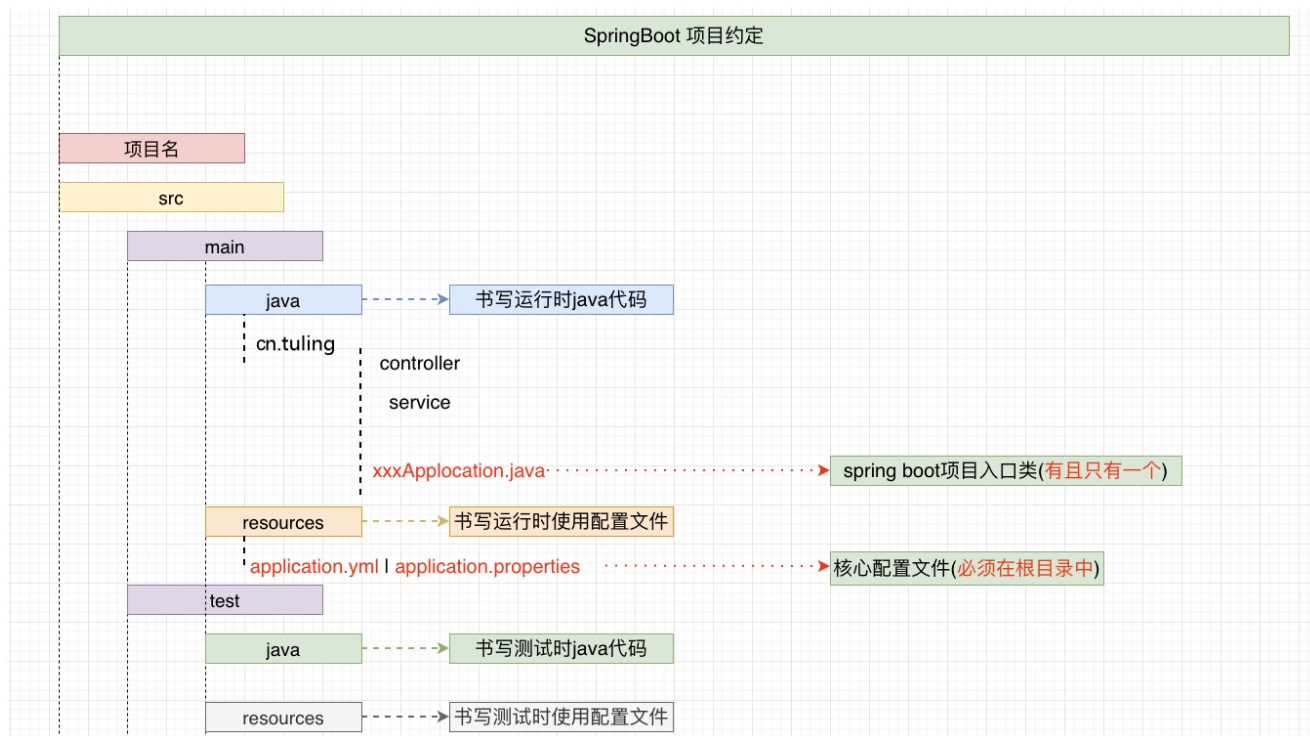 SpringBoot 项目约定
项目名
src
main
java 书写运行时java代码
cn.tuling
controller
service
xxxApplocation.java spring boot项目入口类(有且只有一个)
resources 书写运行时使用配置文件
application.yml | application.properties 核心配置文件(必须在根目录中)
test
java 书写测试时java代码
resources 书写测试时使用配置文件